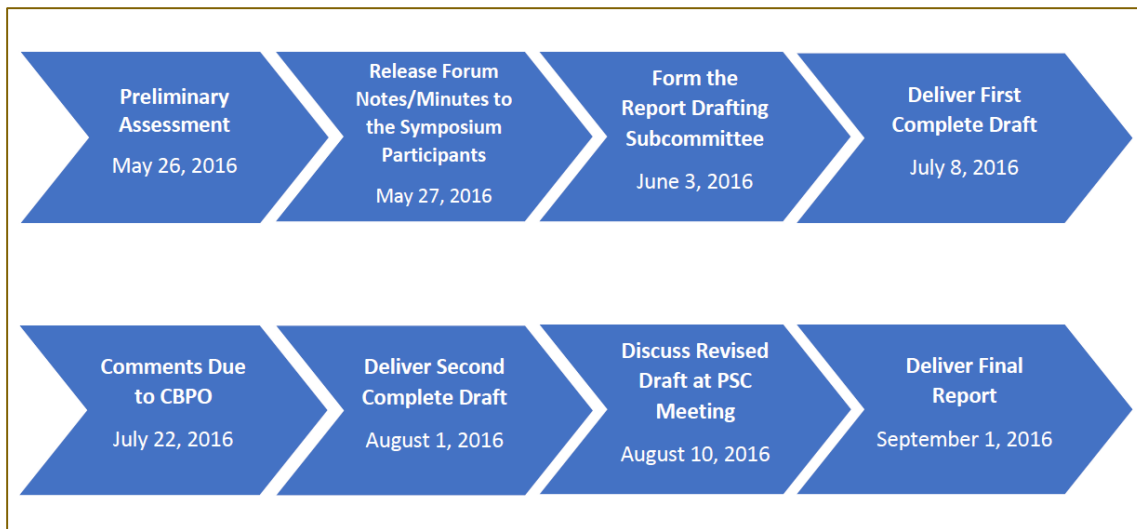 Preliminary
Assessment
May 26, 2016
Release Forum
Notes/Minutes to
the Symposium
Participants
May 27, 2016
Form the
Report Drafting
Subcommittee
June 3, 2016
Deliver First
Complete Draft
July 8, 2016
Comments Due
to CBPO
July 22, 2016
Deliver Second
Complete Draft
August 1, 2016
Discuss Revised
Draft at PSC
Meeting
August 10, 2016
Deliver Final
Report
September 1, 2016